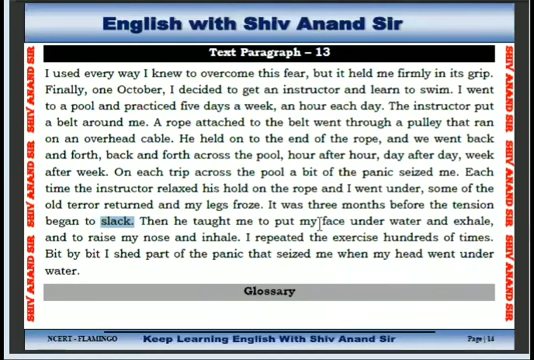 English with Shiv Anand Sir
Text Paragraph – 13
I used every way I knew to overcome this fear, but it held me firmly in its grip.
Finally, one October, I decided to get an instructor and learn to swim. I went
to a pool and practiced five days a week, an hour each day. The instructor put
a belt around me. A rope attached to the belt went through a pulley that ran
on an overhead cable. He held on to the end of the rope, and we went back
and forth, back and forth across the pool, hour after hour, day after day, week
after week. On each trip across the pool a bit of the panic seized me. Each
time the instructor relaxed his hold on the rope and I went under, some of the
old terror returned and my legs froze. It was three months before the tension
began to slack. Then he taught me to put my face under water and exhale,
and to raise my nose and inhale. I repeated the exercise hundreds of times.
Bit by bit I shed part of the panic that seized me when my head went under
water.
Glossary
SHIV ANAND SIR
SHIV ANAND SIR
SHIV ANAND SIR
SHIV ANAND SIR
SHIV ANAND SIR
SHIV ANAND SIR
NCERT - FLAMINGO
Keep Learning English With Shiv Anand Sir
Page | 14